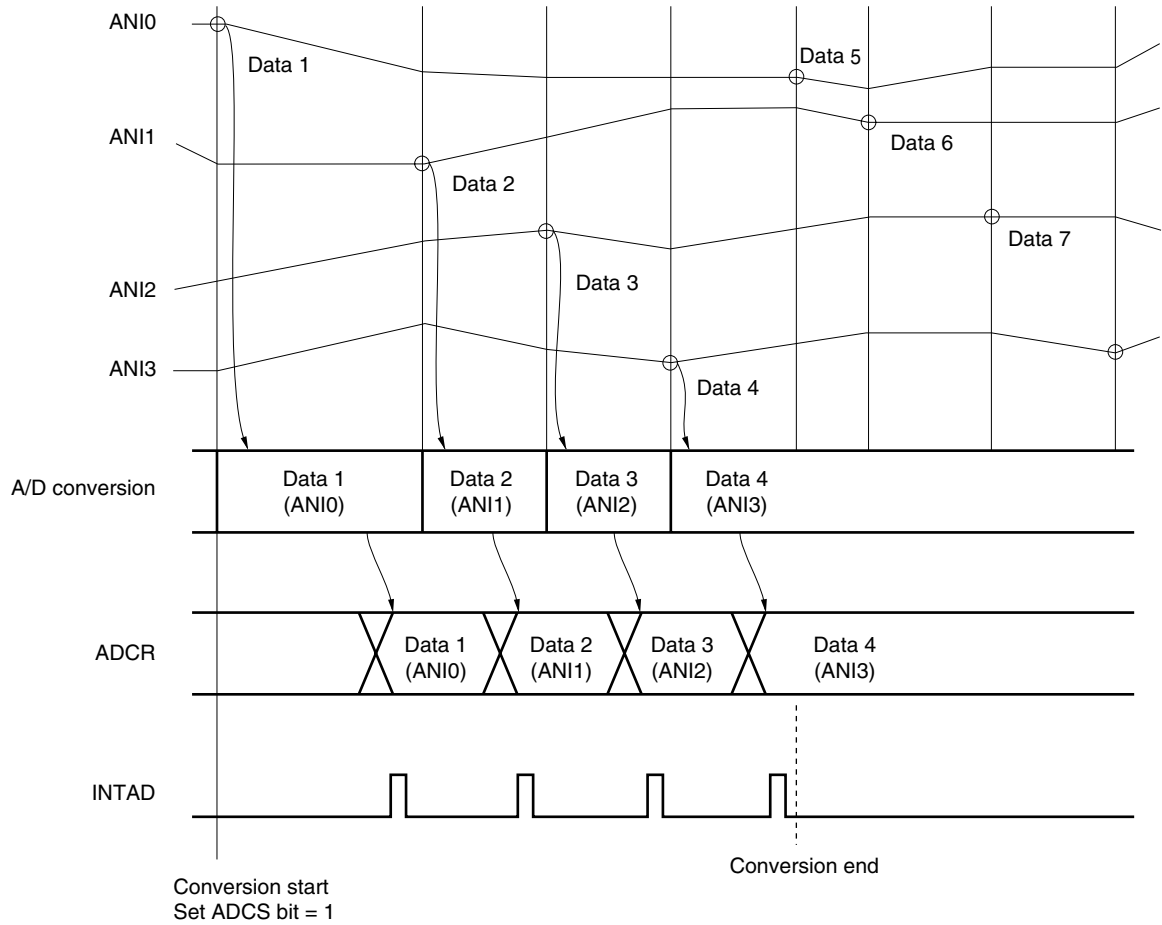 ANI0
Data 1
Data 5
ANI1
Data 2
Data 6
ANI2
Data 3
Data 7
ANI3
Data 4
A/D conversion
Data 1
(ANI0)
Data 2
(ANI1)
Data 3
(ANI2)
Data 4
(ANI3)
ADCR
Data 1
(ANI0)
Data 2
(ANI1)
Data 3
(ANI2)
Data 4
(ANI3)
INTAD
Conversion end
Conversion start
Set ADCS bit = 1